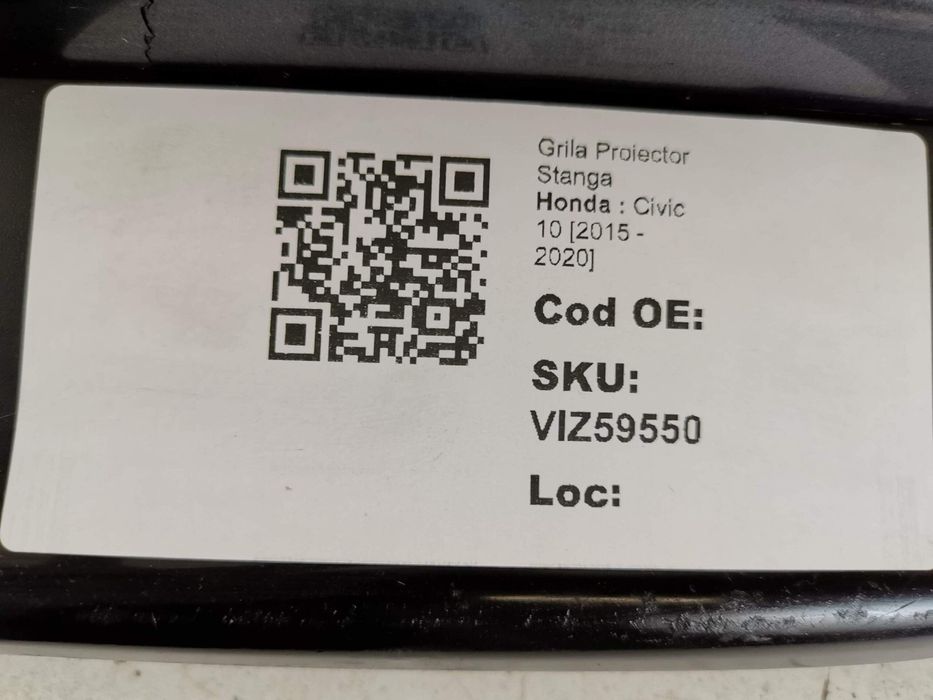 Grila Proiector
Stanga
Honda : Civic
10 [2015 -
2020]
Cod OE:
SKU:
VIZ59550
Loc: